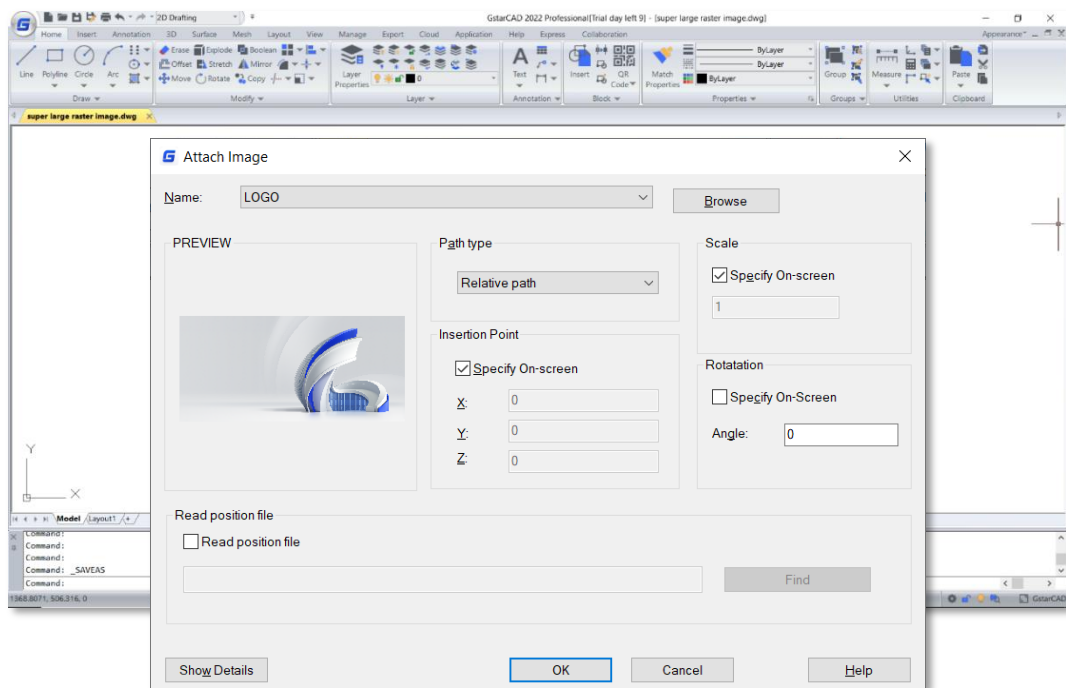 2D Drafting
GstarCAD 2022 Professional[Trial day left 9] - [super large raster image.dwg]
Home Insert Annotation 3D Surface Mesh Layout View Manage Export Cloud Application Help Express Collaboration Appearance
Line Polyline Circle Arc
Erase Explode Boolean
Offset Stretch Mirror
Move Rotate Copy
Layer Properties
0
Text
Insert
QR Code
Match Properties
ByLayer
ByLayer
ByLayer
Group
Measure
Paste
Draw Modify Layer Annotation Block Properties Groups Utilities Clipboard
super large raster image.dwg
Attach Image
Name: LOGO Browse
PREVIEW
Path type
Relative path
Insertion Point
Specify On-screen
X: 0
Y: 0
Z: 0
Scale
Specify On-screen
1
Rotatation
Specify On-Screen
Angle: 0
Read position file
Read position file
Find
Show Details OK Cancel Help
Y
X
Model Layout1 +
Command:
Command:
Command:
Command: _SAVEAS
Command:
1368.8071, 506.316, 0
GstarCAD